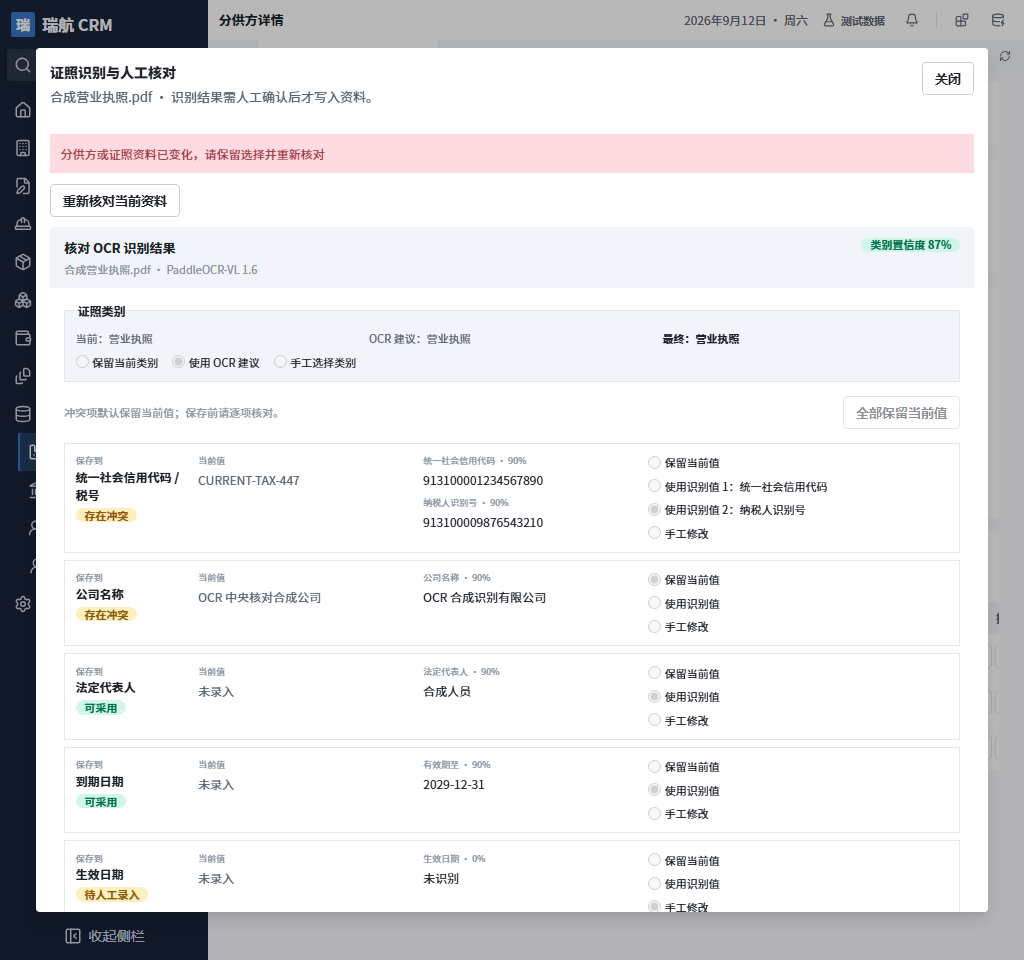 瑞 瑞航 CRM
分供方详情
2026年9月12日 · 周六
测试数据
证照识别与人工核对
合成营业执照.pdf · 识别结果需人工确认后才写入资料。
关闭
分供方或证照资料已变化，请保留选择并重新核对
重新核对当前资料
核对 OCR 识别结果
合成营业执照.pdf · PaddleOCR-VL 1.6
类别置信度 87%
证照类别
当前：营业执照
OCR 建议：营业执照
最终：营业执照
保留当前类别 使用 OCR 建议 手工选择类别
冲突项默认保留当前值；保存前请逐项核对。
全部保留当前值
保存到
统一社会信用代码 /
税号
存在冲突
当前值
CURRENT-TAX-447
统一社会信用代码 · 90%
913100001234567890
纳税人识别号 · 90%
913100009876543210
保留当前值
使用识别值 1：统一社会信用代码
使用识别值 2：纳税人识别号
手工修改
保存到
公司名称
存在冲突
当前值
OCR 中央核对合成公司
公司名称 · 90%
OCR 合成识别有限公司
保留当前值
使用识别值
手工修改
保存到
法定代表人
可采用
当前值
未录入
法定代表人 · 90%
合成人员
保留当前值
使用识别值
手工修改
保存到
到期日期
可采用
当前值
未录入
有效期至 · 90%
2029-12-31
保留当前值
使用识别值
手工修改
保存到
生效日期
待人工录入
当前值
未录入
生效日期 · 0%
未识别
保留当前值
使用识别值
手工修改
收起侧栏